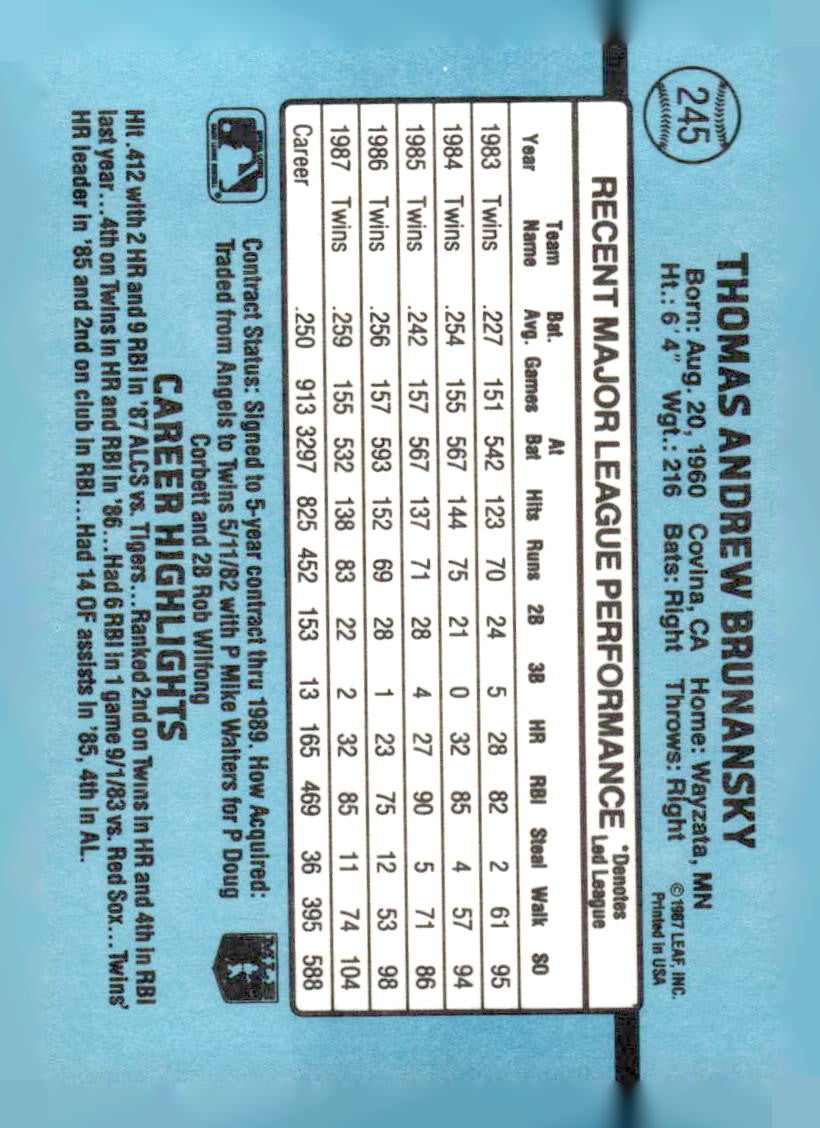 245
THOMAS ANDREW BRUNANSKY
Born: Aug. 20, 1960 Covina, CA Home: Wayzata, MN
Ht.: 6'4" Wgt.: 216 Bats: Right Throws: Right
© 1987 LEAF, INC.
Printed in USA
RECENT MAJOR LEAGUE PERFORMANCE *Denotes Led League
Year Team Name Bat. Avg. Games At Bat Hits Runs 2B 3B HR RBI Steal Walk SO
1983 Twins .227 151 542 123 70 24 5 28 82 2 61 95
1984 Twins .254 155 567 144 75 21 0 32 85 4 57 94
1985 Twins .242 157 567 137 71 28 4 27 90 5 71 86
1986 Twins .256 157 593 152 69 28 1 23 75 12 53 98
1987 Twins .259 155 532 138 83 22 2 32 85 11 74 104
Career .250 913 3297 825 452 153 13 165 469 36 395 588
Contract Status: Signed to 5-year contract thru 1989. How Acquired:
Traded from Angels to Twins 5/11/82 with P Mike Walters for P Doug
Corbett and 2B Rob Wilfong
CAREER HIGHLIGHTS
Hit .412 with 2 HR and 9 RBI in '87 ALCS vs. Tigers...Ranked 2nd on Twins in HR and 4th in RBI
last year...4th on Twins in HR and RBI in '86...Had 6 RBI in 1 game 9/1/83 vs. Red Sox...Twins'
HR leader in '85 and 2nd on club in RBI...Had 14 OF assists in '85, 4th in AL.